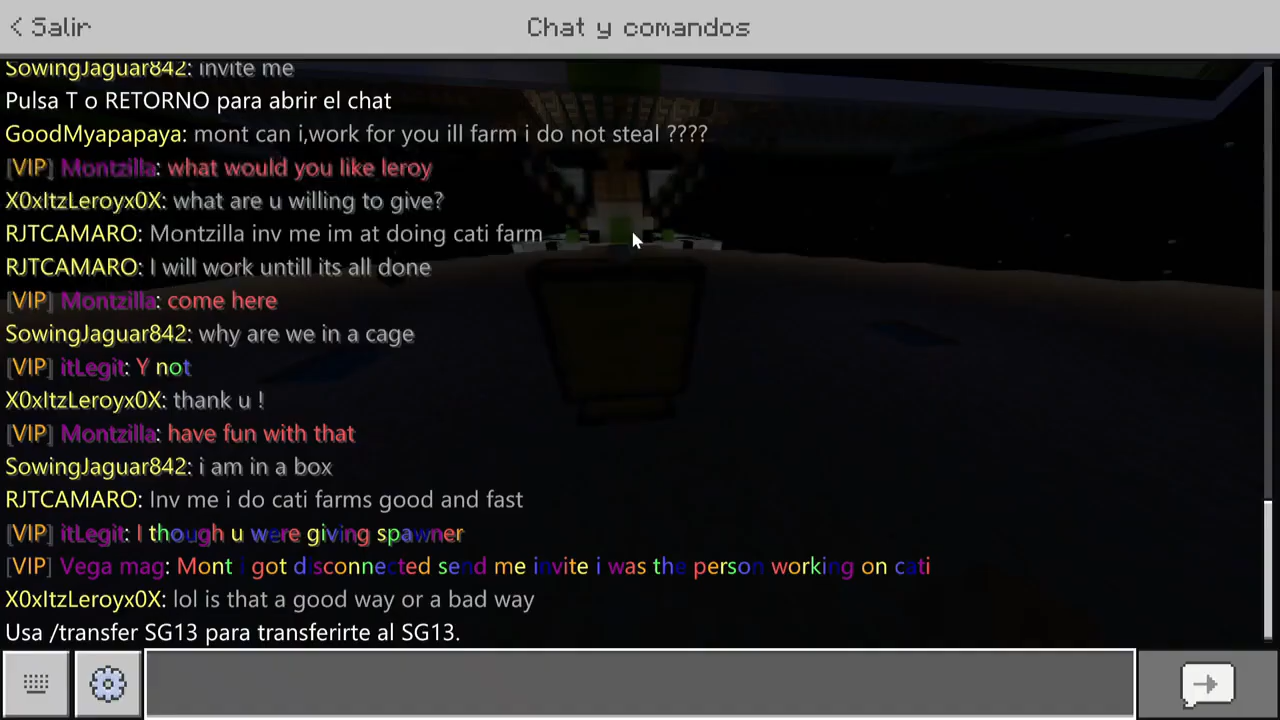 < Salir
Chat y comandos
SowingJaguar842: invite me
Pulsa T o RETORNO para abrir el chat
GoodMyapapaya: mont can i,work for you ill farm i do not steal ????
[VIP] Montzilla: what would you like leroy
X0xItzLeroyx0X: what are u willing to give?
RJTCAMARO: Montzilla inv me im at doing cati farm
RJTCAMARO: I will work untill its all done
[VIP] Montzilla: come here
SowingJaguar842: why are we in a cage
[VIP] itLegit: Y not
X0xItzLeroyx0X: thank u !
[VIP] Montzilla: have fun with that
SowingJaguar842: i am in a box
RJTCAMARO: Inv me i do cati farms good and fast
[VIP] itLegit: I though u were giving spawner
[VIP] Vega mag: Mont i got disconnected send me invite i was the person working on cati
X0xItzLeroyx0X: lol is that a good way or a bad way
Usa /transfer SG13 para transferirte al SG13.